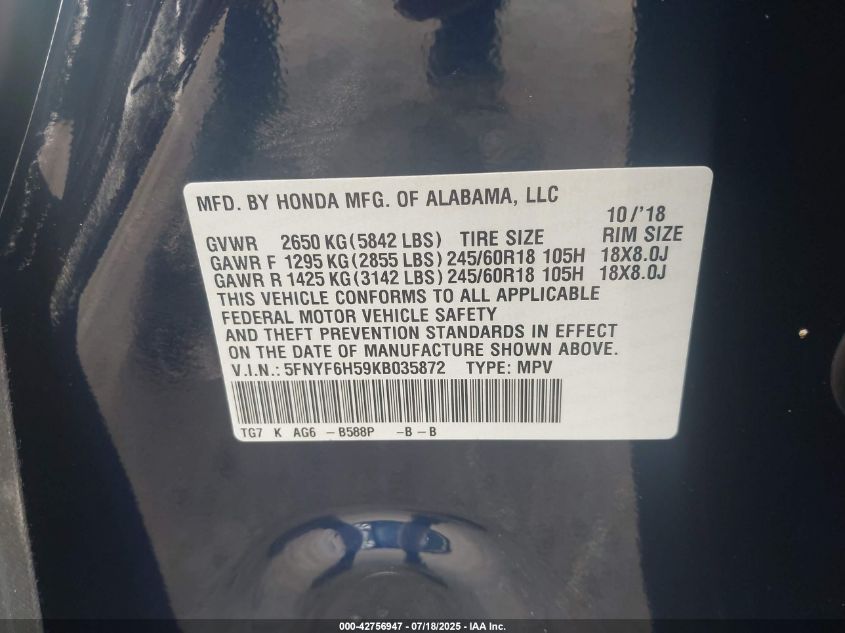 MFD. BY HONDA MFG. OF ALABAMA, LLC
10/'18
GVWR 2650 KG(5842 LBS) TIRE SIZE RIM SIZE
GAWR F 1295 KG(2855 LBS) 245/60R18 105H 18X8.0J
GAWR R 1425 KG(3142 LBS) 245/60R18 105H 18X8.0J
THIS VEHICLE CONFORMS TO ALL APPLICABLE
FEDERAL MOTOR VEHICLE SAFETY
AND THEFT PREVENTION STANDARDS IN EFFECT
ON THE DATE OF MANUFACTURE SHOWN ABOVE.
V.I.N.: 5FNYF6H59KB035872 TYPE: MPV
TG7 K AG6 -B588P -B-B
000-42756947 - 07/18/2025 - IAA Inc.